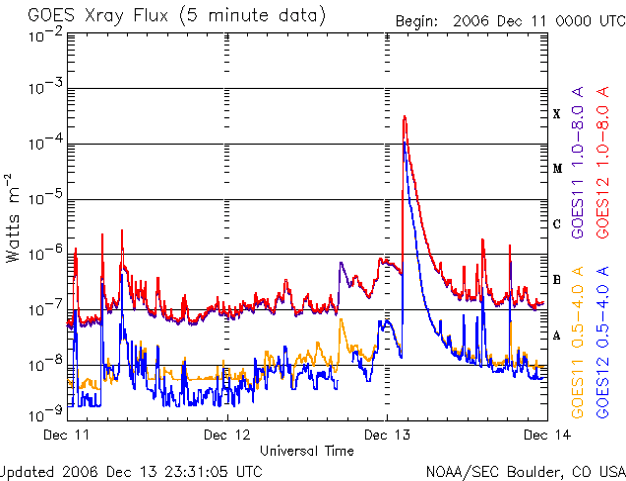 GOES Xray Flux (5 minute data)
Begin: 2006 Dec 11 0000 UTC
10⁻²
10⁻³
10⁻⁴
10⁻⁵
10⁻⁶
10⁻⁷
10⁻⁸
10⁻⁹
Watts m⁻²
X
M
C
B
A
GOES11 1.0-8.0 A
GOES12 1.0-8.0 A
GOES11 0.5-4.0 A
GOES12 0.5-4.0 A
Dec 11
Dec 12
Dec 13
Dec 14
Universal Time
Updated 2006 Dec 13 23:31:05 UTC
NOAA/SEC Boulder, CO USA